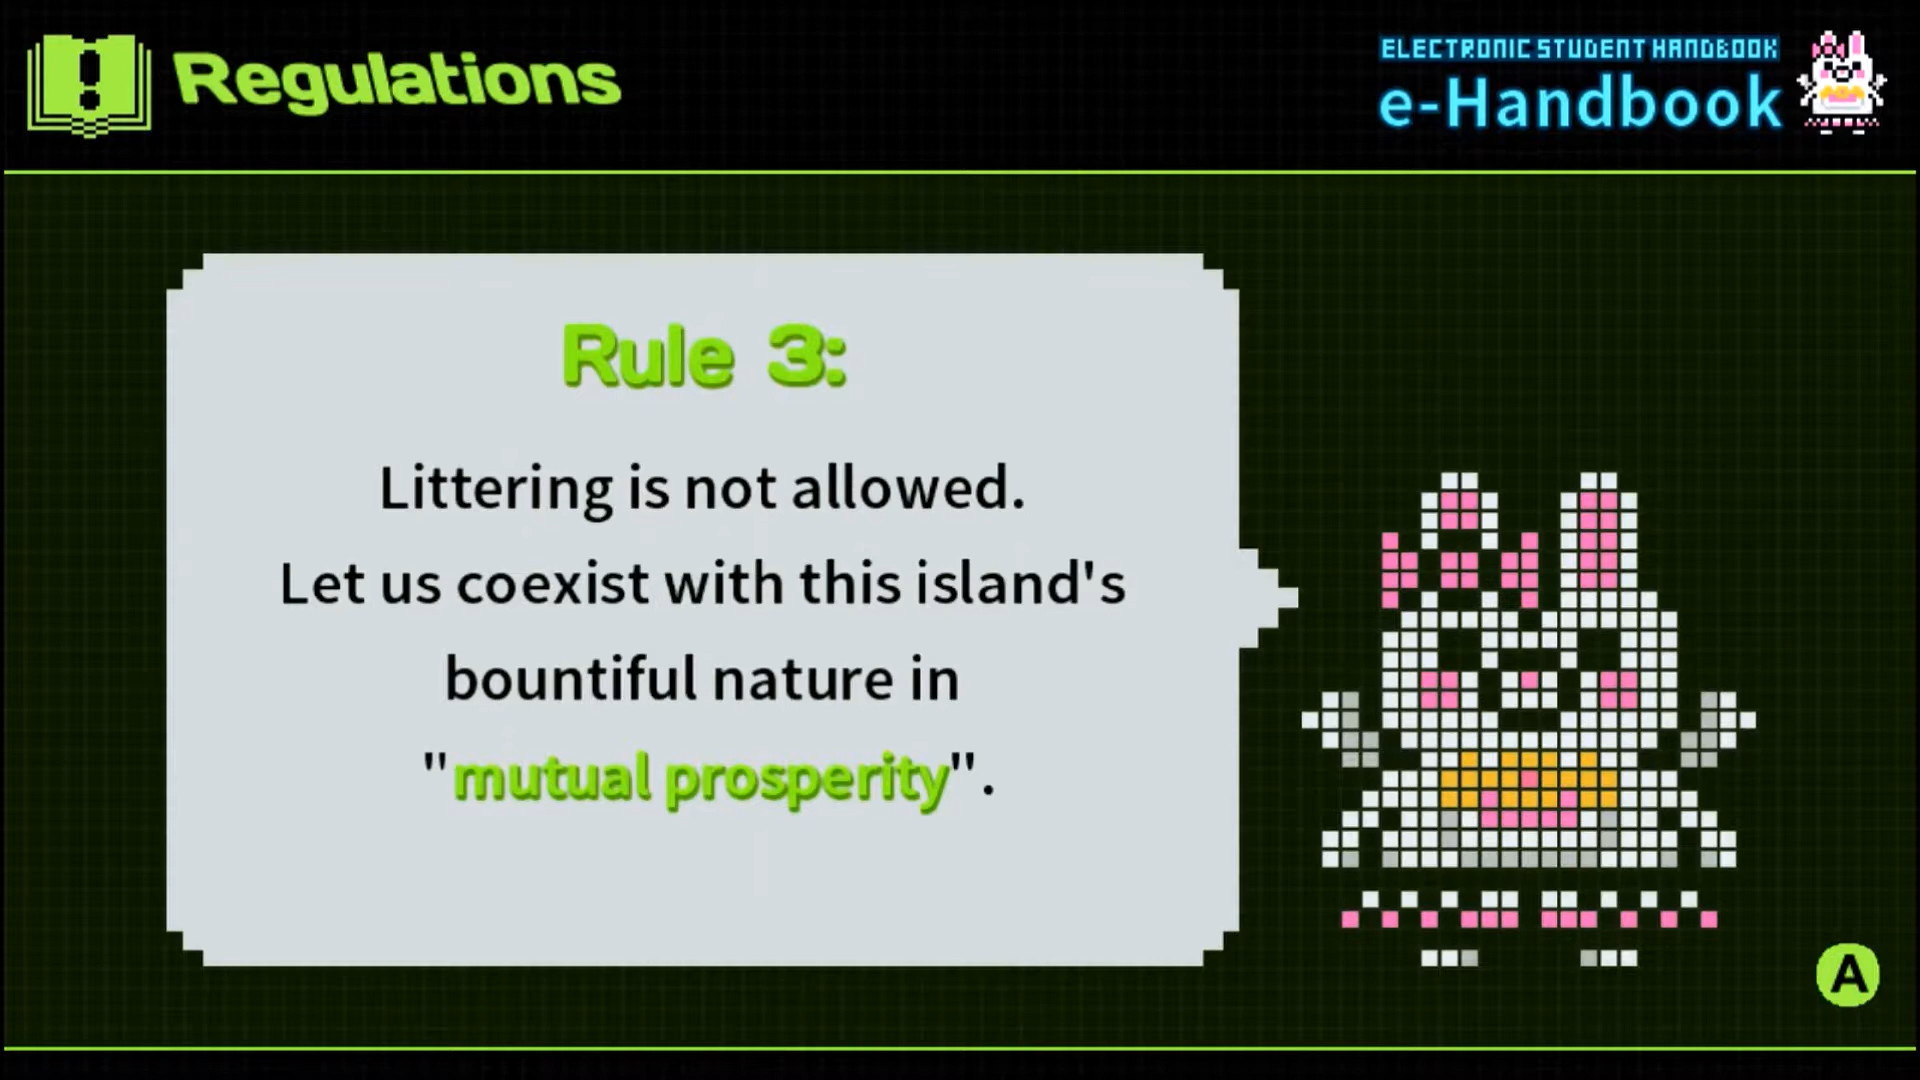 Regulations
ELECTRONIC STUDENT HANDBOOK
e-Handbook
Rule 3:
Littering is not allowed.
Let us coexist with this island's
bountiful nature in
"mutual prosperity".
A